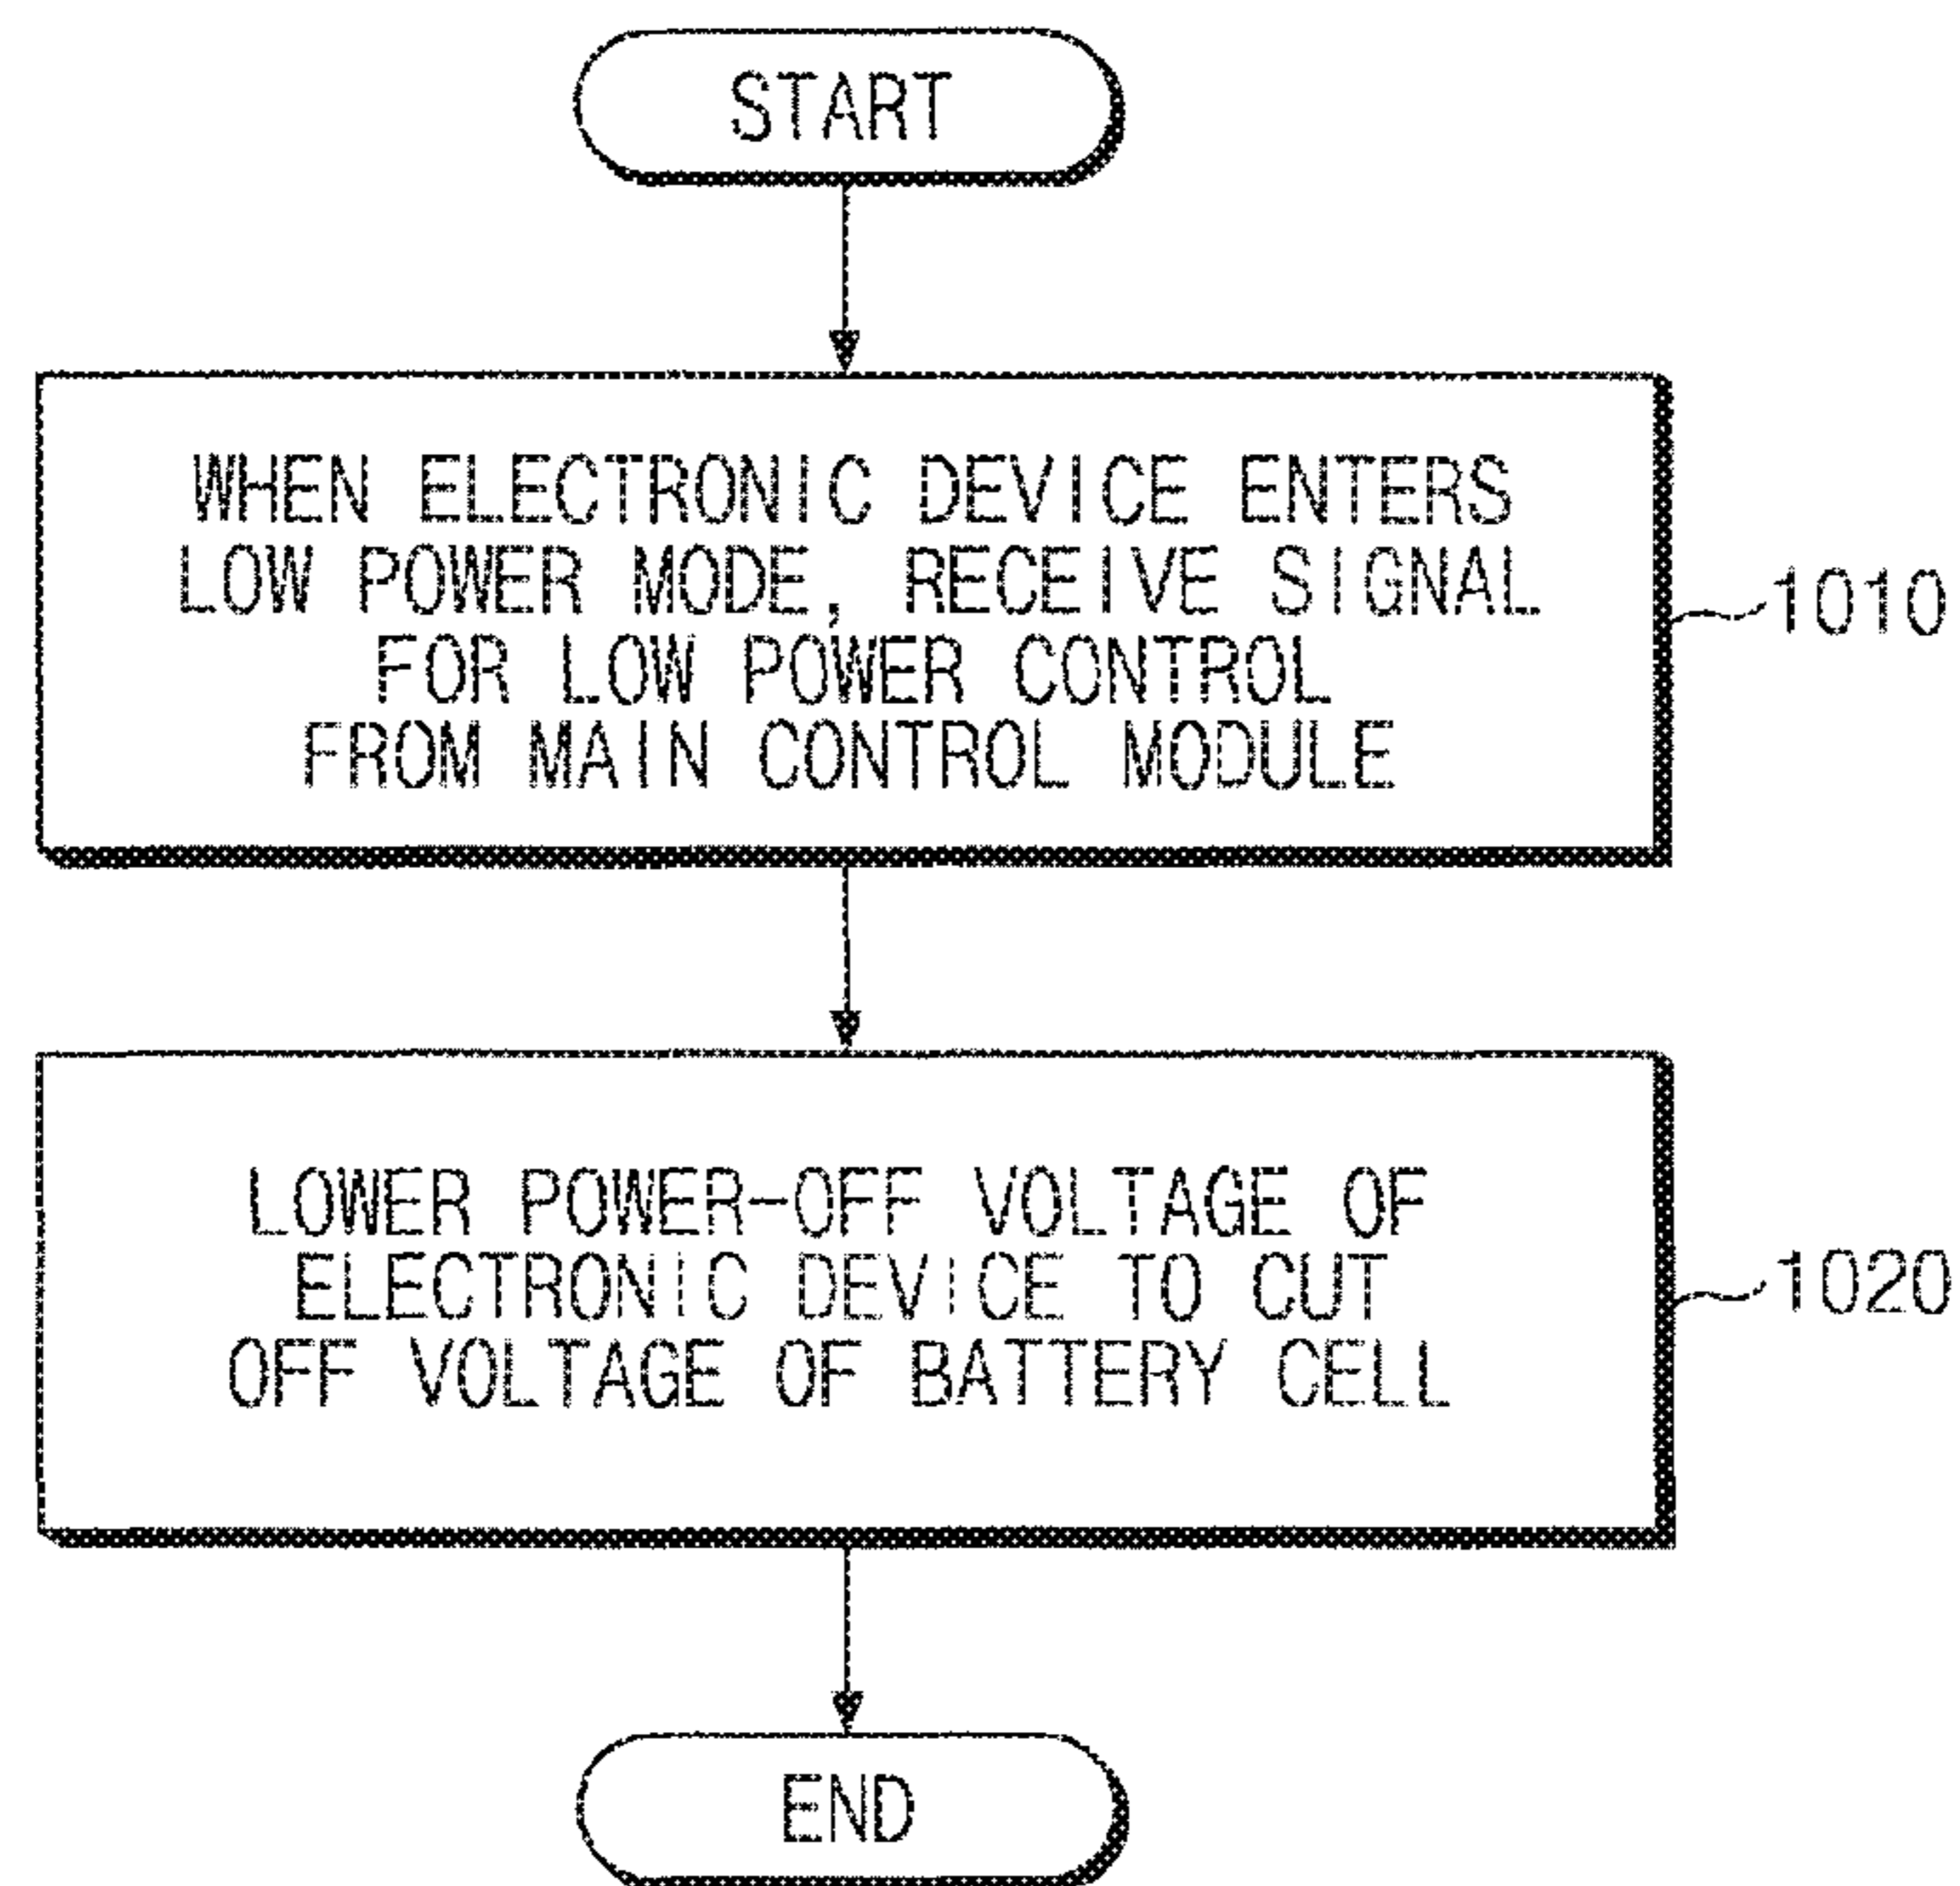 START
WHEN ELECTRONIC DEVICE ENTERS
LOW POWER MODE, RECEIVE SIGNAL
FOR LOW POWER CONTROL
FROM MAIN CONTROL MODULE
1010
LOWER POWER-OFF VOLTAGE OF
ELECTRONIC DEVICE TO CUT
OFF VOLTAGE OF BATTERY CELL
1020
END